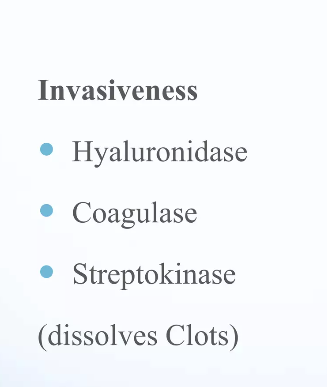 Invasiveness
• Hyaluronidase
• Coagulase
• Streptokinase
(dissolves Clots)